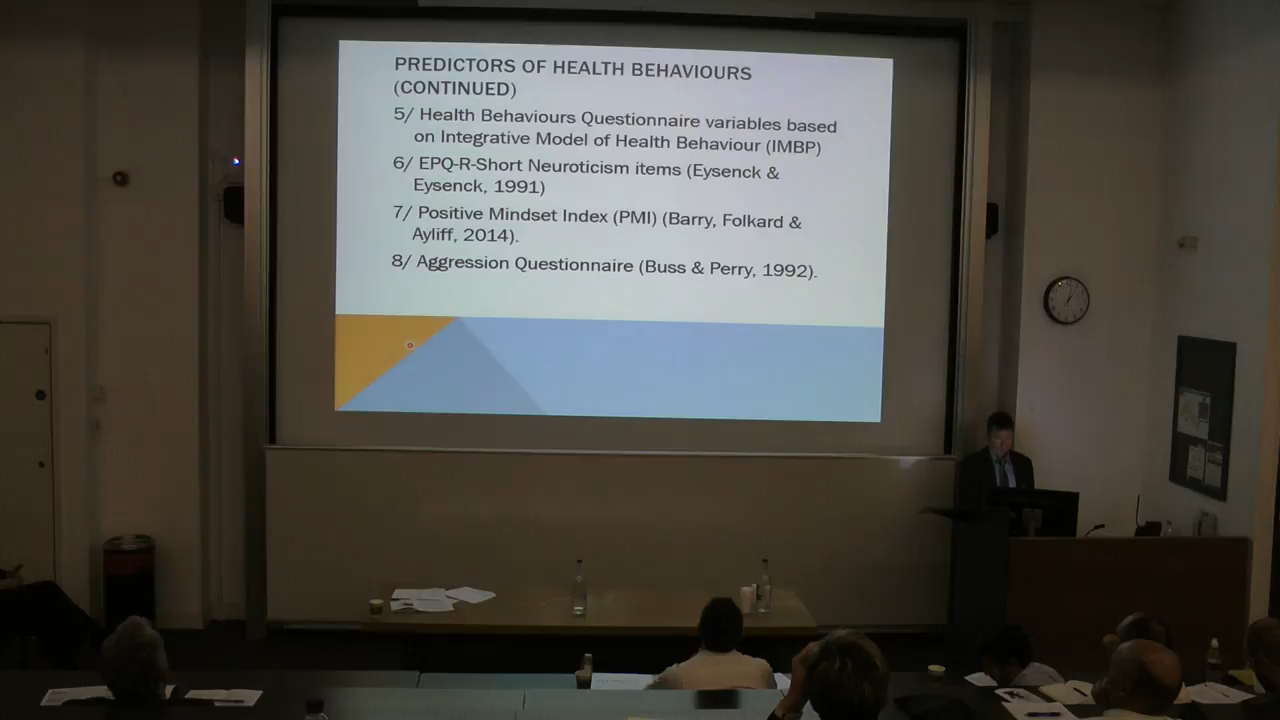 PREDICTORS OF HEALTH BEHAVIOURS
(CONTINUED)
5/ Health Behaviours Questionnaire variables based
on Integrative Model of Health Behaviour (IMBP)
6/ EPQ-R-Short Neuroticism items (Eysenck &
Eysenck, 1991)
7/ Positive Mindset Index (PMI) (Barry, Folkard &
Ayliff, 2014).
8/ Aggression Questionnaire (Buss & Perry, 1992).